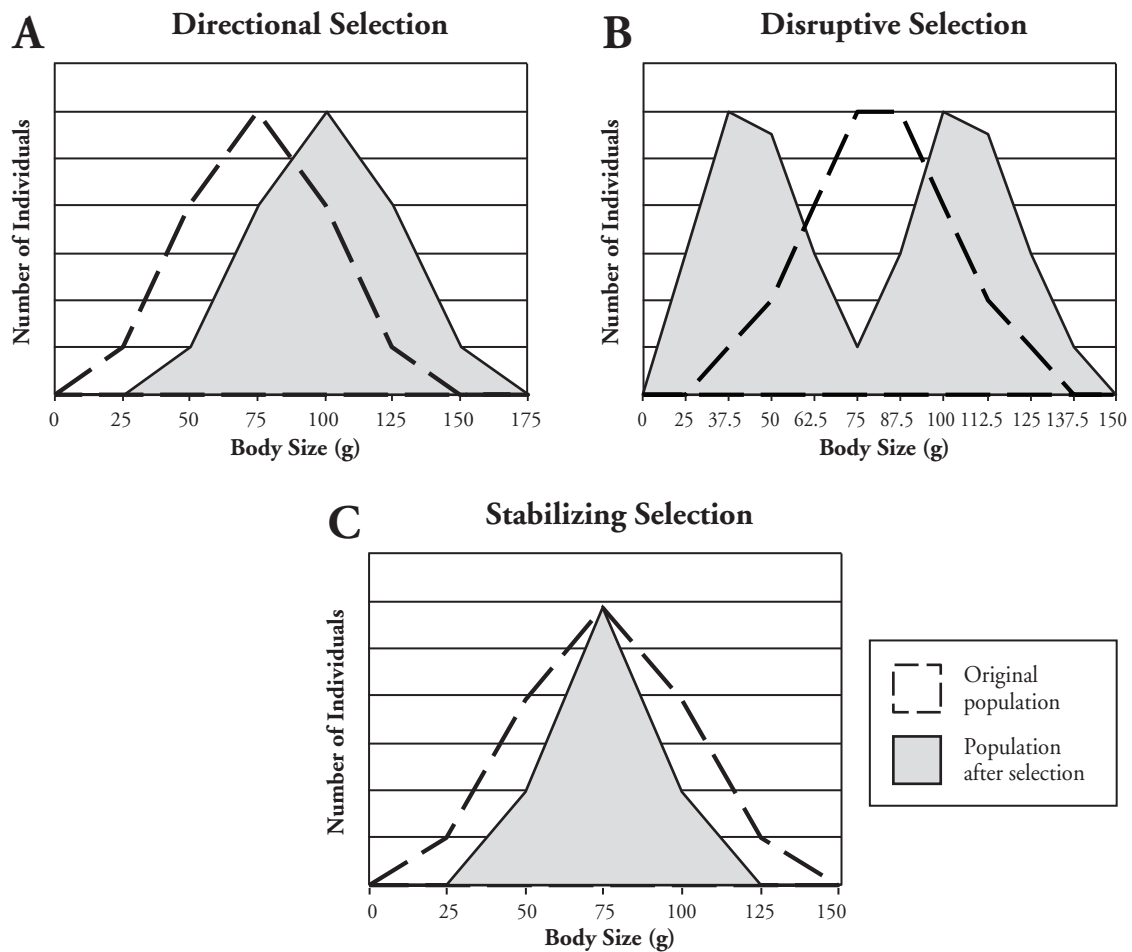 A
Directional Selection
Number of Individuals
0 25 50 75 100 125 150 175
Body Size (g)
B
Disruptive Selection
Number of Individuals
0 25 37.5 50 62.5 75 87.5 100 112.5 125 137.5 150
Body Size (g)
C
Stabilizing Selection
Number of Individuals
0 25 50 75 100 125 150
Body Size (g)
Original
population
Population
after selection